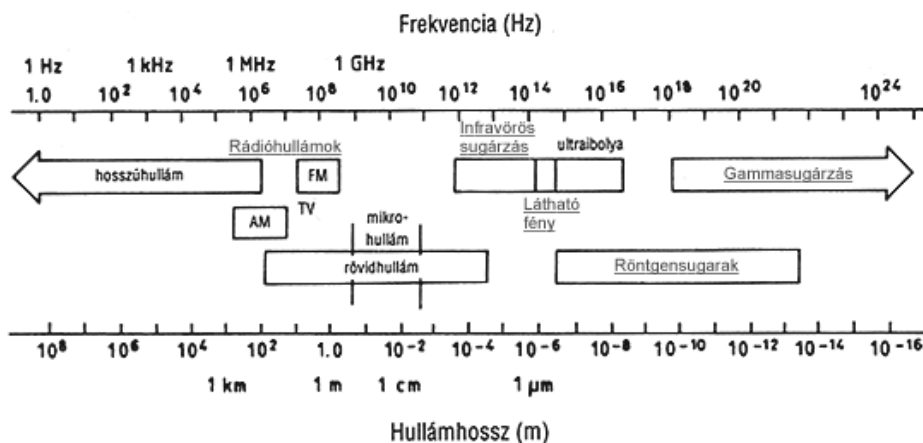 Frekvencia (Hz)
1 Hz 1 kHz 1 MHz 1 GHz
1.0 10² 10⁴ 10⁶ 10⁸ 10¹⁰ 10¹² 10¹⁴ 10¹⁶ 10¹⁸ 10²⁰ 10²⁴
Rádióhullámok
Infravörös
sugárzás
ultraibolya
hosszúhullám
FM
Gammasugárzás
AM
TV
mikro-
hullám
Látható
fény
rövidhullám
Röntgensugarak
10⁸ 10⁶ 10⁴ 10² 1.0 10⁻² 10⁻⁴ 10⁻⁶ 10⁻⁸ 10⁻¹⁰ 10⁻¹² 10⁻¹⁴ 10⁻¹⁶
1 km 1 m 1 cm 1 µm
Hullámhossz (m)